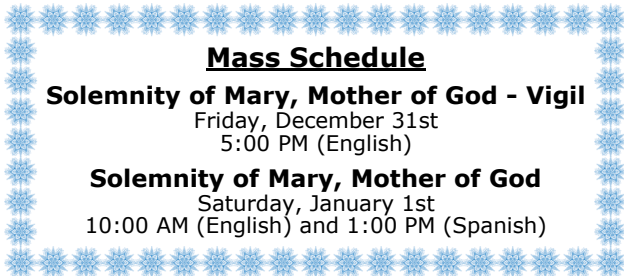 Mass Schedule
Solemnity of Mary, Mother of God - Vigil
Friday, December 31st
5:00 PM (English)
Solemnity of Mary, Mother of God
Saturday, January 1st
10:00 AM (English) and 1:00 PM (Spanish)